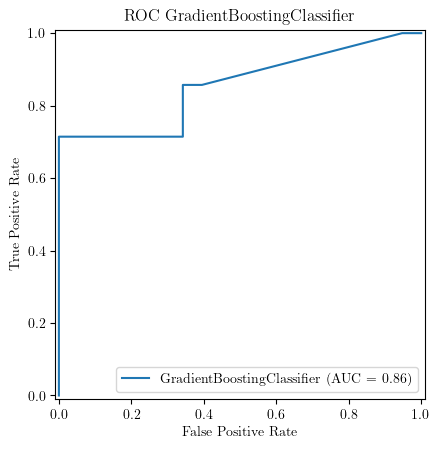 ROC GradientBoostingClassifier
1.0
0.8
0.6
0.4
0.2
0.0
True Positive Rate
GradientBoostingClassifier (AUC = 0.86)
0.0 0.2 0.4 0.6 0.8 1.0
False Positive Rate